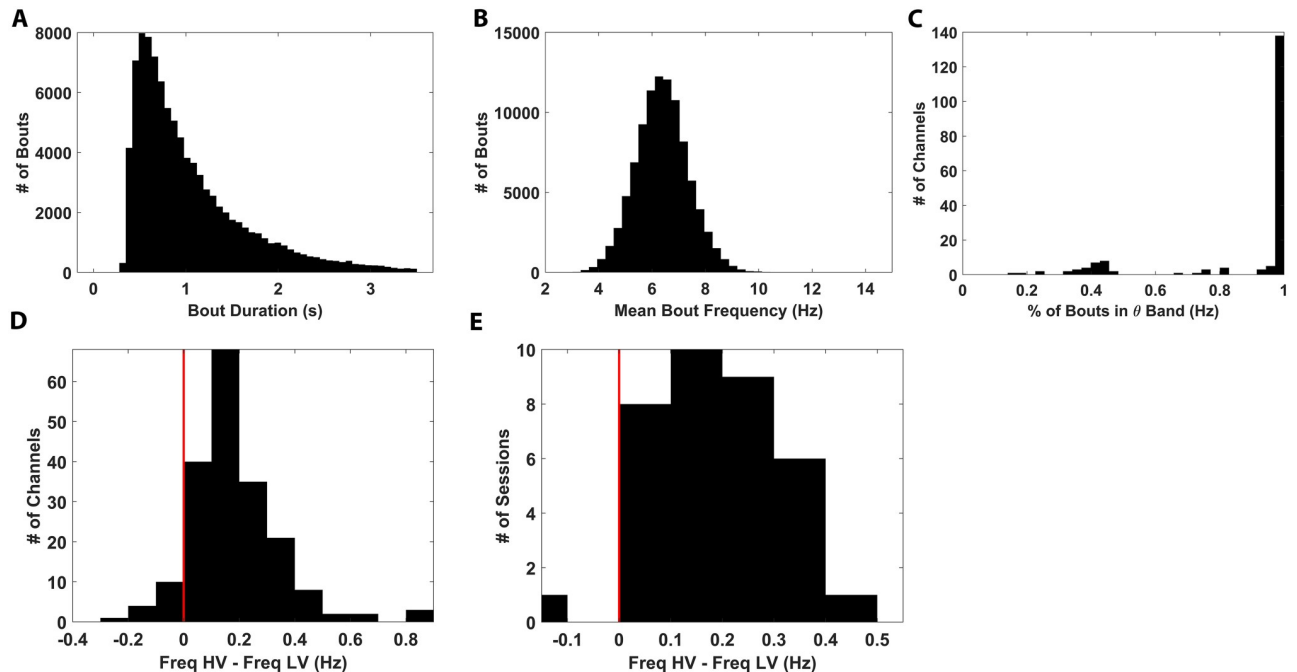 A
8000
6000
4000
2000
0
# of Bouts
0 1 2 3
Bout Duration (s)
B
15000
10000
5000
0
# of Bouts
2 4 6 8 10 12 14
Mean Bout Frequency (Hz)
C
140
120
100
80
60
40
20
0
# of Channels
0 0.2 0.4 0.6 0.8 1
% of Bouts in θ Band (Hz)
D
60
50
40
30
20
10
0
# of Channels
-0.4 -0.2 0 0.2 0.4 0.6 0.8
Freq HV - Freq LV (Hz)
E
10
8
6
4
2
0
# of Sessions
-0.1 0 0.1 0.2 0.3 0.4 0.5
Freq HV - Freq LV (Hz)